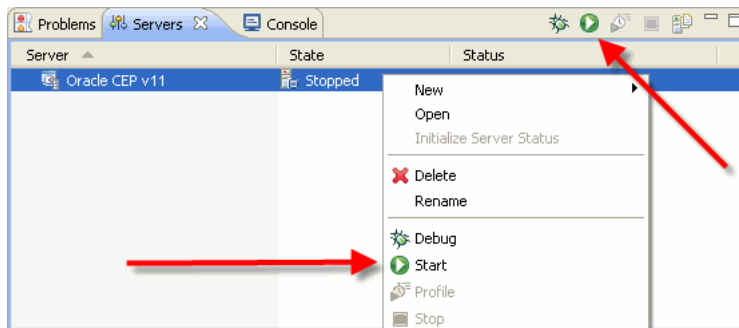 Problems Servers Console
Server State Status
Oracle CEP v11 Stopped
New
Open
Initialize Server Status
Delete
Rename
Debug
Start
Profile
Stop